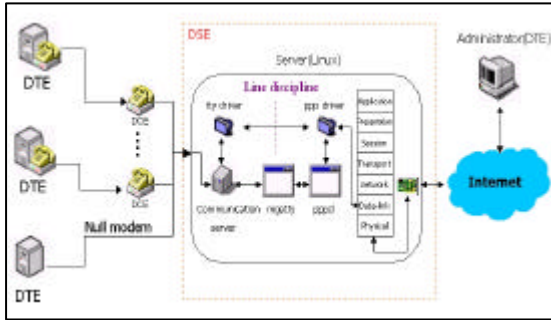 DSE
Server(Linux)
Line discipline
tty driver
ppp driver
Application
Presentation
Session
Transport
network
Data-link
Physical
Communication
server
mgetty
pppd
DTE
DCE
DTE
DCE
Null modem
DTE
Administrator(DTE)
Internet